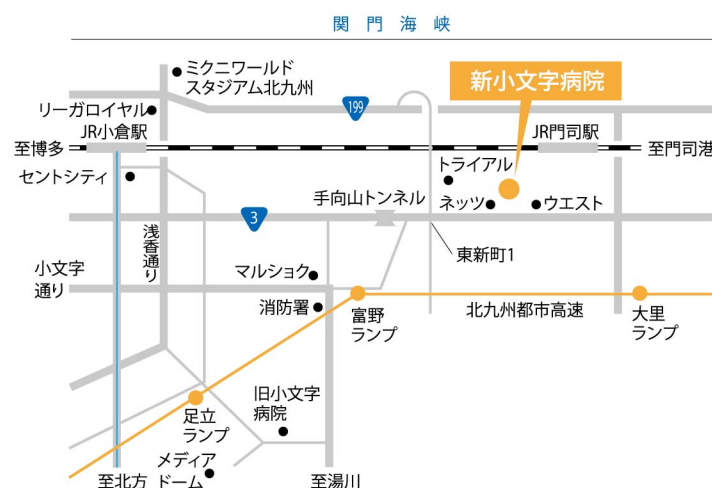 関門海峡
ミクニワールド
スタジアム北九州
199
新小文字病院
リーガロイヤル
JR小倉駅
JR門司駅
至博多
至門司港
トライアル
セントシティ
手向山トンネル
ネッツ
ウエスト
3
浅香通り
東新町1
小文字
通り
マルショク
消防署
富野
ランプ
北九州都市高速
大里
ランプ
旧小文字
病院
足立
ランプ
メディア
ドーム
至北方
至湯川